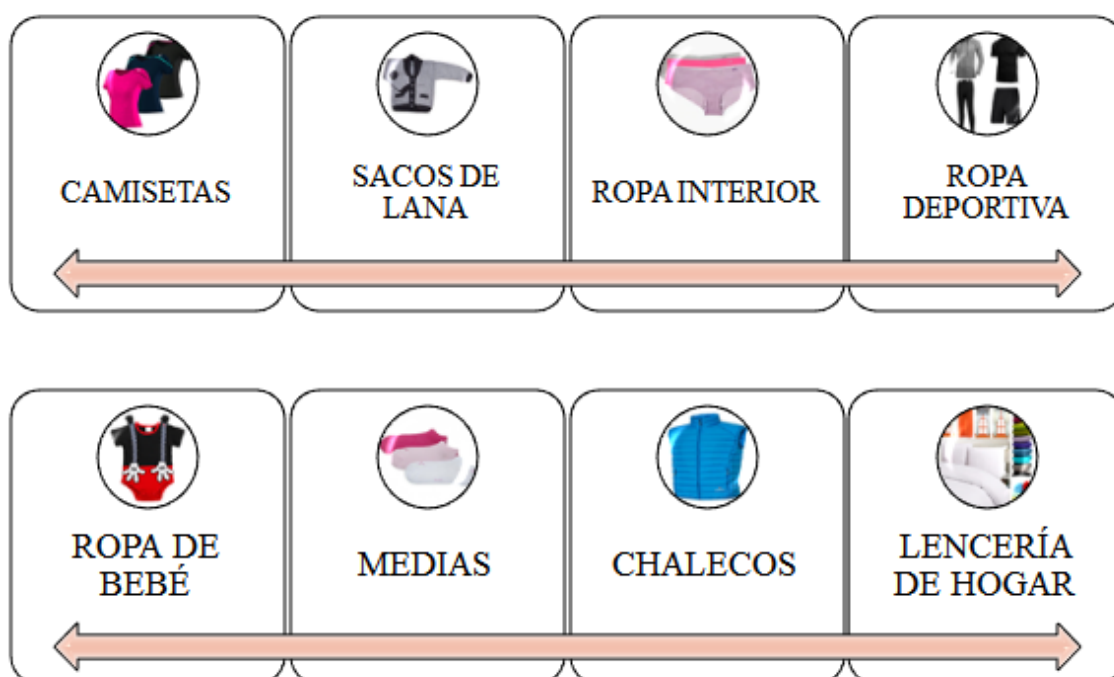 CAMISETAS
SACOS DE
LANA
ROPA INTERIOR
ROPA
DEPORTIVA
ROPA DE
BEBÉ
MEDIAS
CHALECOS
LENCERÍA
DE HOGAR